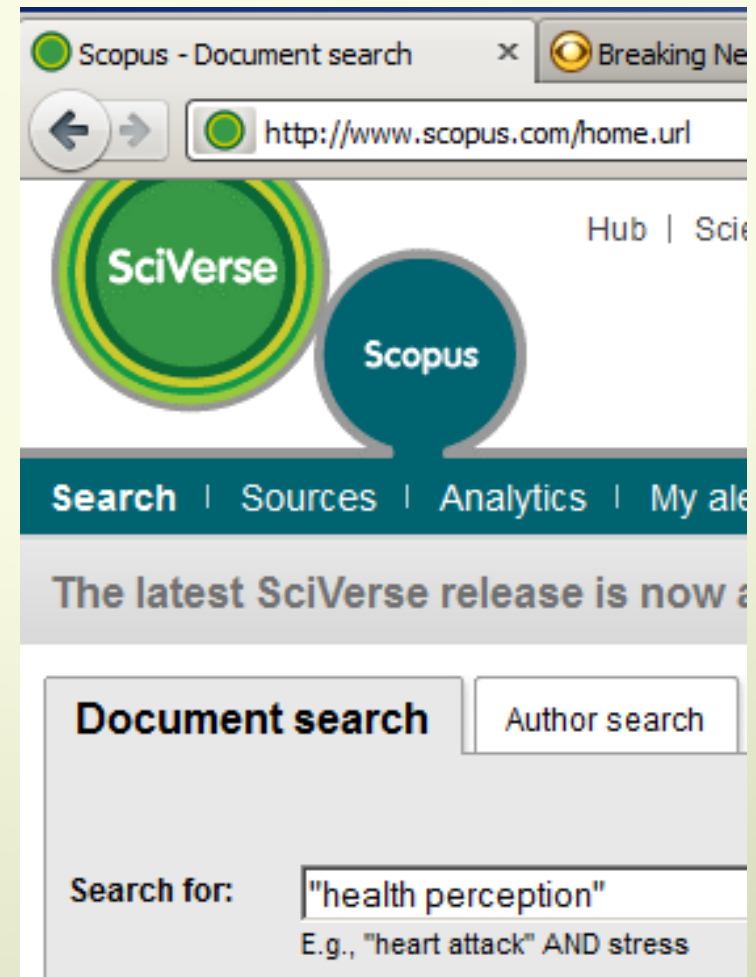 Scopus - Document search × Breaking Ne
http://www.scopus.com/home.url
Hub | Scie
SciVerse
Scopus
Search | Sources | Analytics | My ale
The latest SciVerse release is now a
Document search Author search
Search for: "health perception"
E.g., "heart attack" AND stress